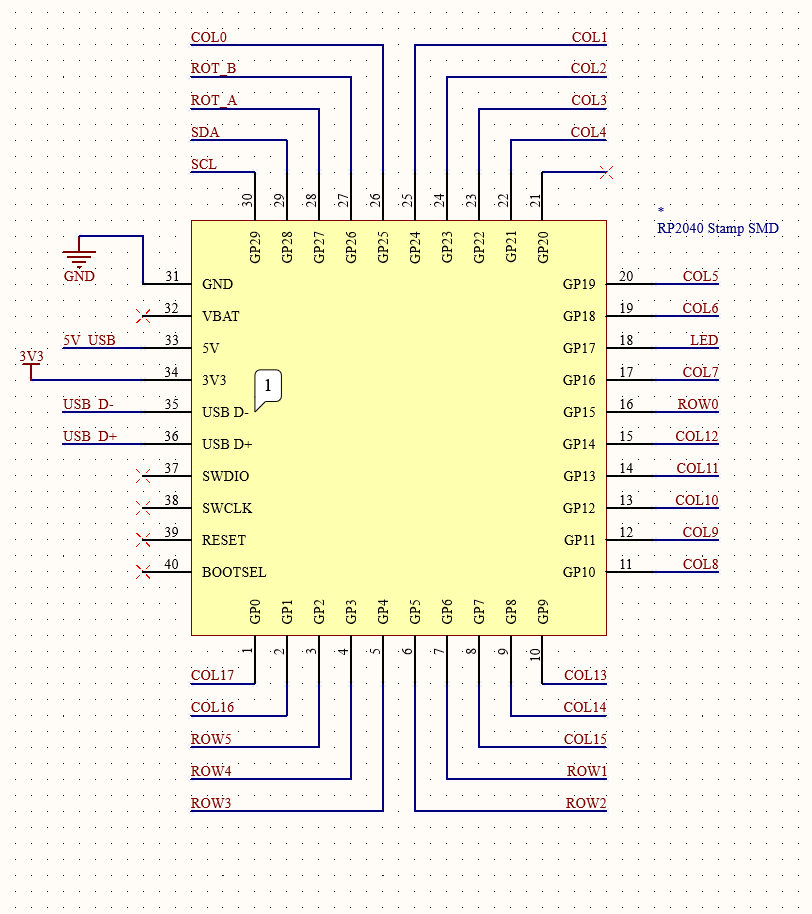 COL0
COL1
ROT_B
COL2
ROT_A
COL3
SDA
COL4
SCL
30
29
28
27
26
25
24
23
22
21
*
RP2040 Stamp SMD
GP29
GP28
GP27
GP26
GP25
GP24
GP23
GP22
GP21
GP20
GND
31 GND
GP19 20 COL5
32 VBAT
GP18 19 COL6
5V_USB 33 5V
GP17 18 LED
3V3 34 3V3
GP16 17 COL7
1
USB_D- 35 USB D-
GP15 16 ROW0
USB_D+ 36 USB D+
GP14 15 COL12
37 SWDIO
GP13 14 COL11
38 SWCLK
GP12 13 COL10
39 RESET
GP11 12 COL9
40 BOOTSEL
GP10 11 COL8
GP0
GP1
GP2
GP3
GP4
GP5
GP6
GP7
GP8
GP9
1
2
3
4
5
6
7
8
9
10
COL17
COL13
COL16
COL14
ROW5
COL15
ROW4
ROW1
ROW3
ROW2